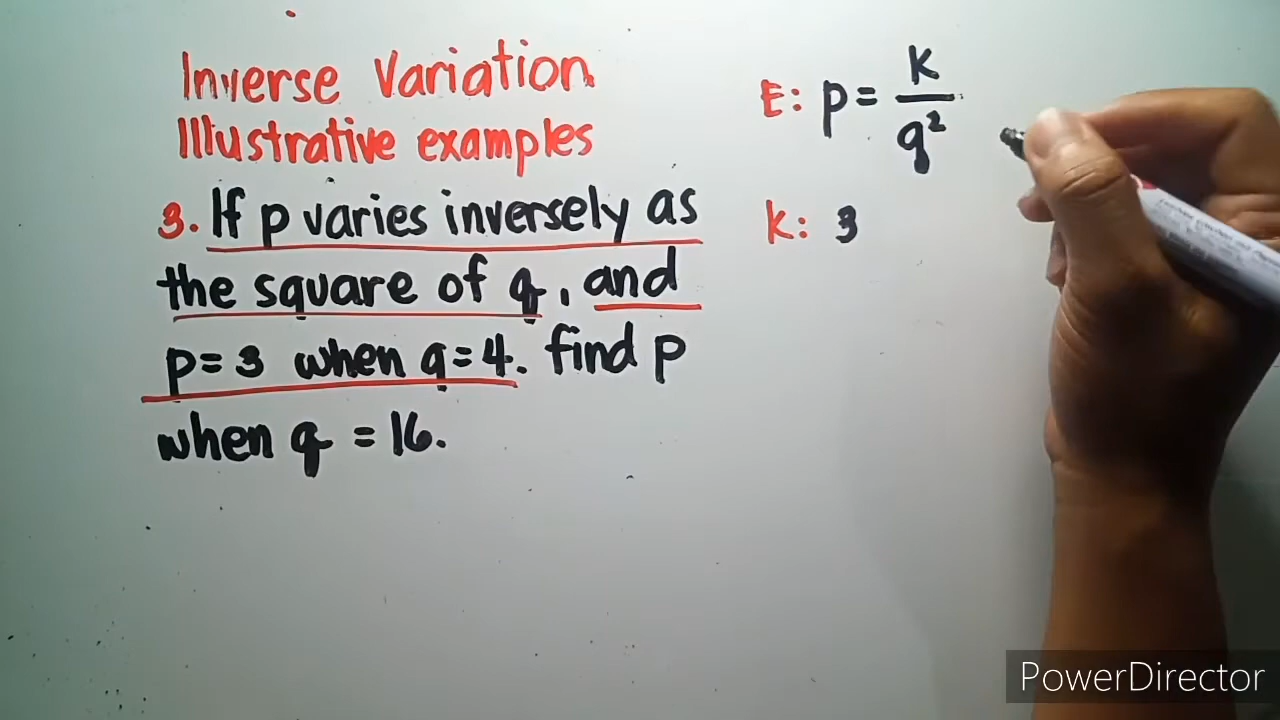 Inverse Variation
Illustrative examples
3. If p varies inversely as
the square of q, and
p = 3 when q = 4. find p
when q = 16.
E: p = k / q²
k: 3
PowerDirector